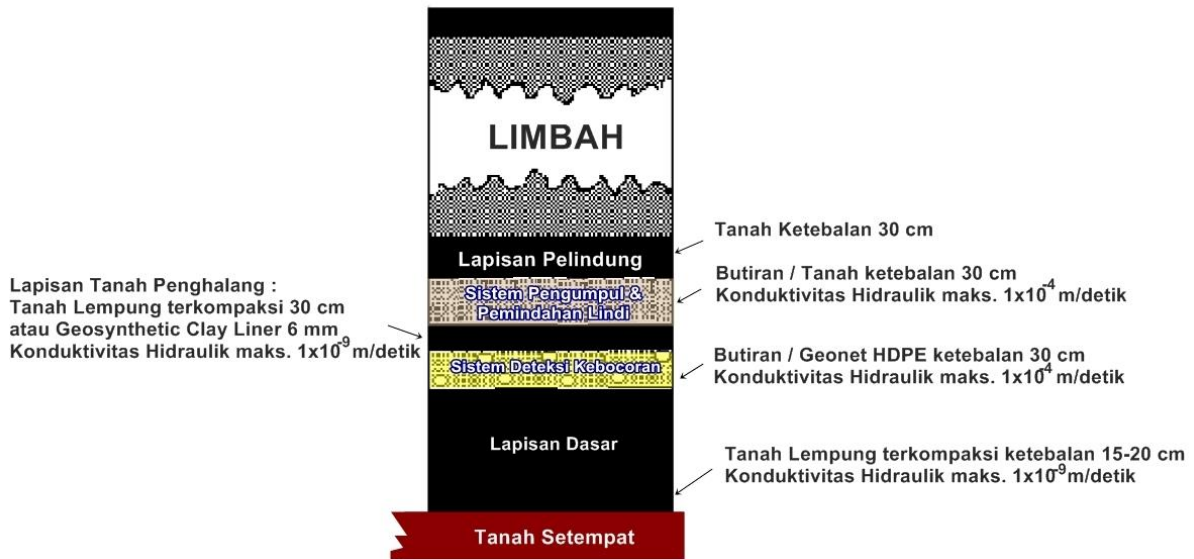 LIMBAH
Tanah Ketebalan 30 cm
Lapisan Pelindung
Butiran / Tanah ketebalan 30 cm
Konduktivitas Hidraulik maks. 1x10⁻⁴ m/detik
Sistem Pengumpul &
Pemindahan Lindi
Lapisan Tanah Penghalang :
Tanah Lempung terkompaksi 30 cm
atau Geosynthetic Clay Liner 6 mm
Konduktivitas Hidraulik maks. 1x10⁻⁹ m/detik
Butiran / Geonet HDPE ketebalan 30 cm
Konduktivitas Hidraulik maks. 1x10⁻⁴ m/detik
Sistem Deteksi Kebocoran
Lapisan Dasar
Tanah Lempung terkompaksi ketebalan 15-20 cm
Konduktivitas Hidraulik maks. 1x10⁻⁹ m/detik
Tanah Setempat